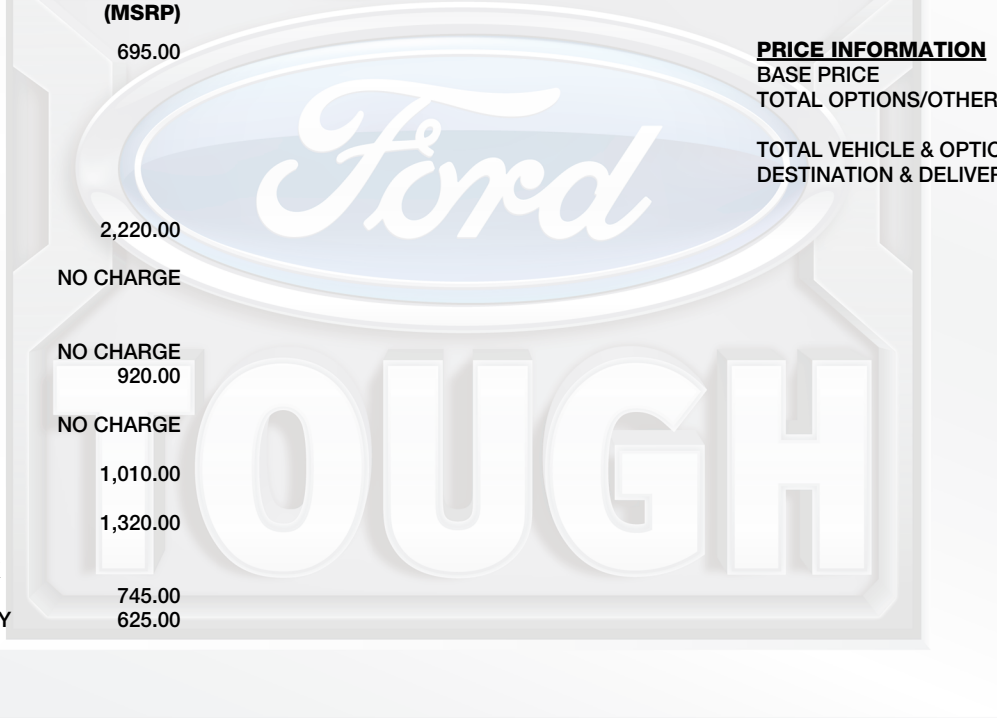 (MSRP)
695.00
2,220.00
NO CHARGE
NO CHARGE
920.00
NO CHARGE
1,010.00
1,320.00
745.00
Y 625.00
PRICE INFORMATION
BASE PRICE
TOTAL OPTIONS/OTHER
TOTAL VEHICLE & OPTIO
DESTINATION & DELIVER
Ford
TOUGH